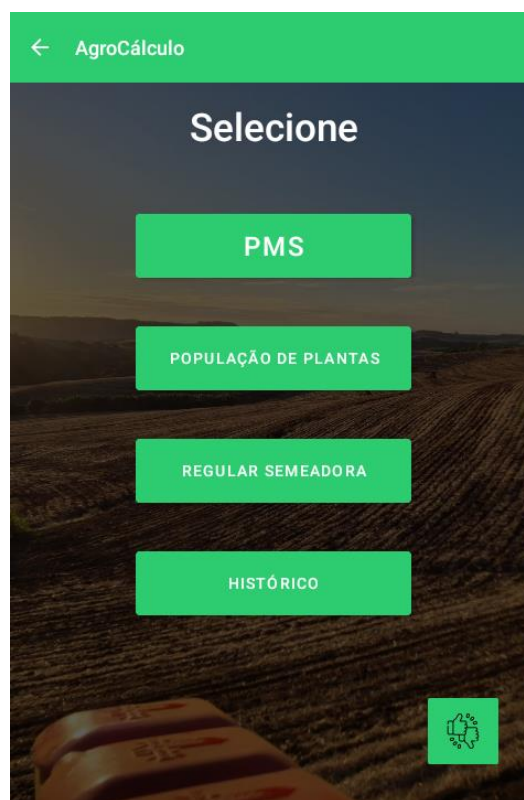 AgroCálculo
Selecione
PMS
POPULAÇÃO DE PLANTAS
REGULAR SEMEADORA
HISTÓRICO